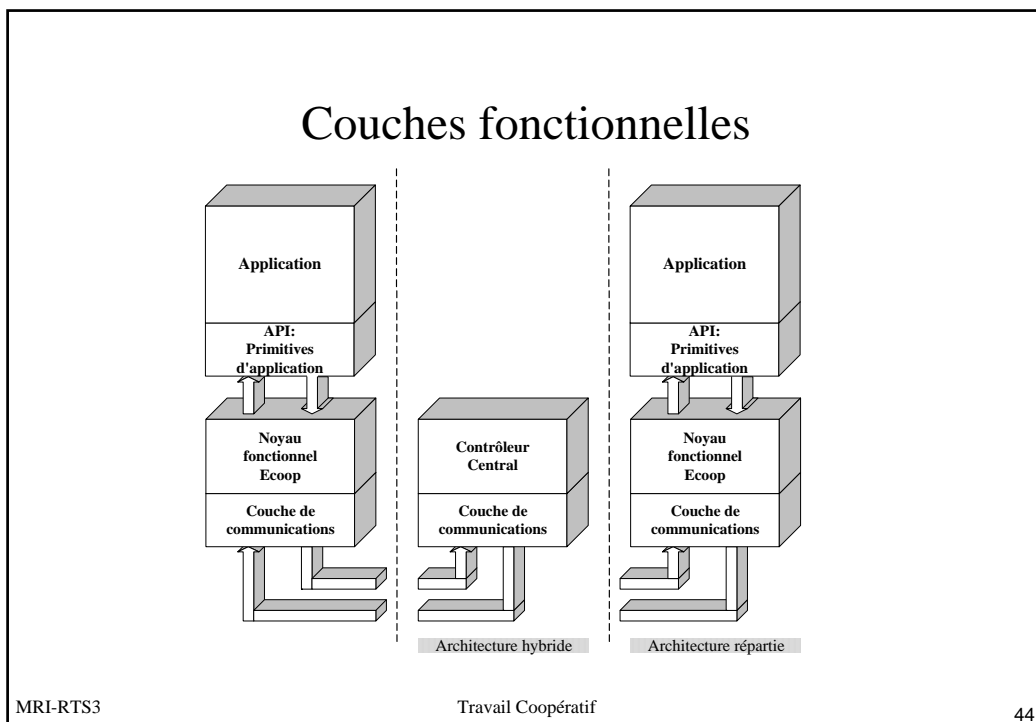 Couches fonctionnelles
Application
API:
Primitives
d'application
Noyau
fonctionnel
Ecoop
Couche de
communications
Contrôleur
Central
Couche de
communications
Application
API:
Primitives
d'application
Noyau
fonctionnel
Ecoop
Couche de
communications
Architecture hybride
Architecture répartie
MRI-RTS3
Travail Coopératif
44